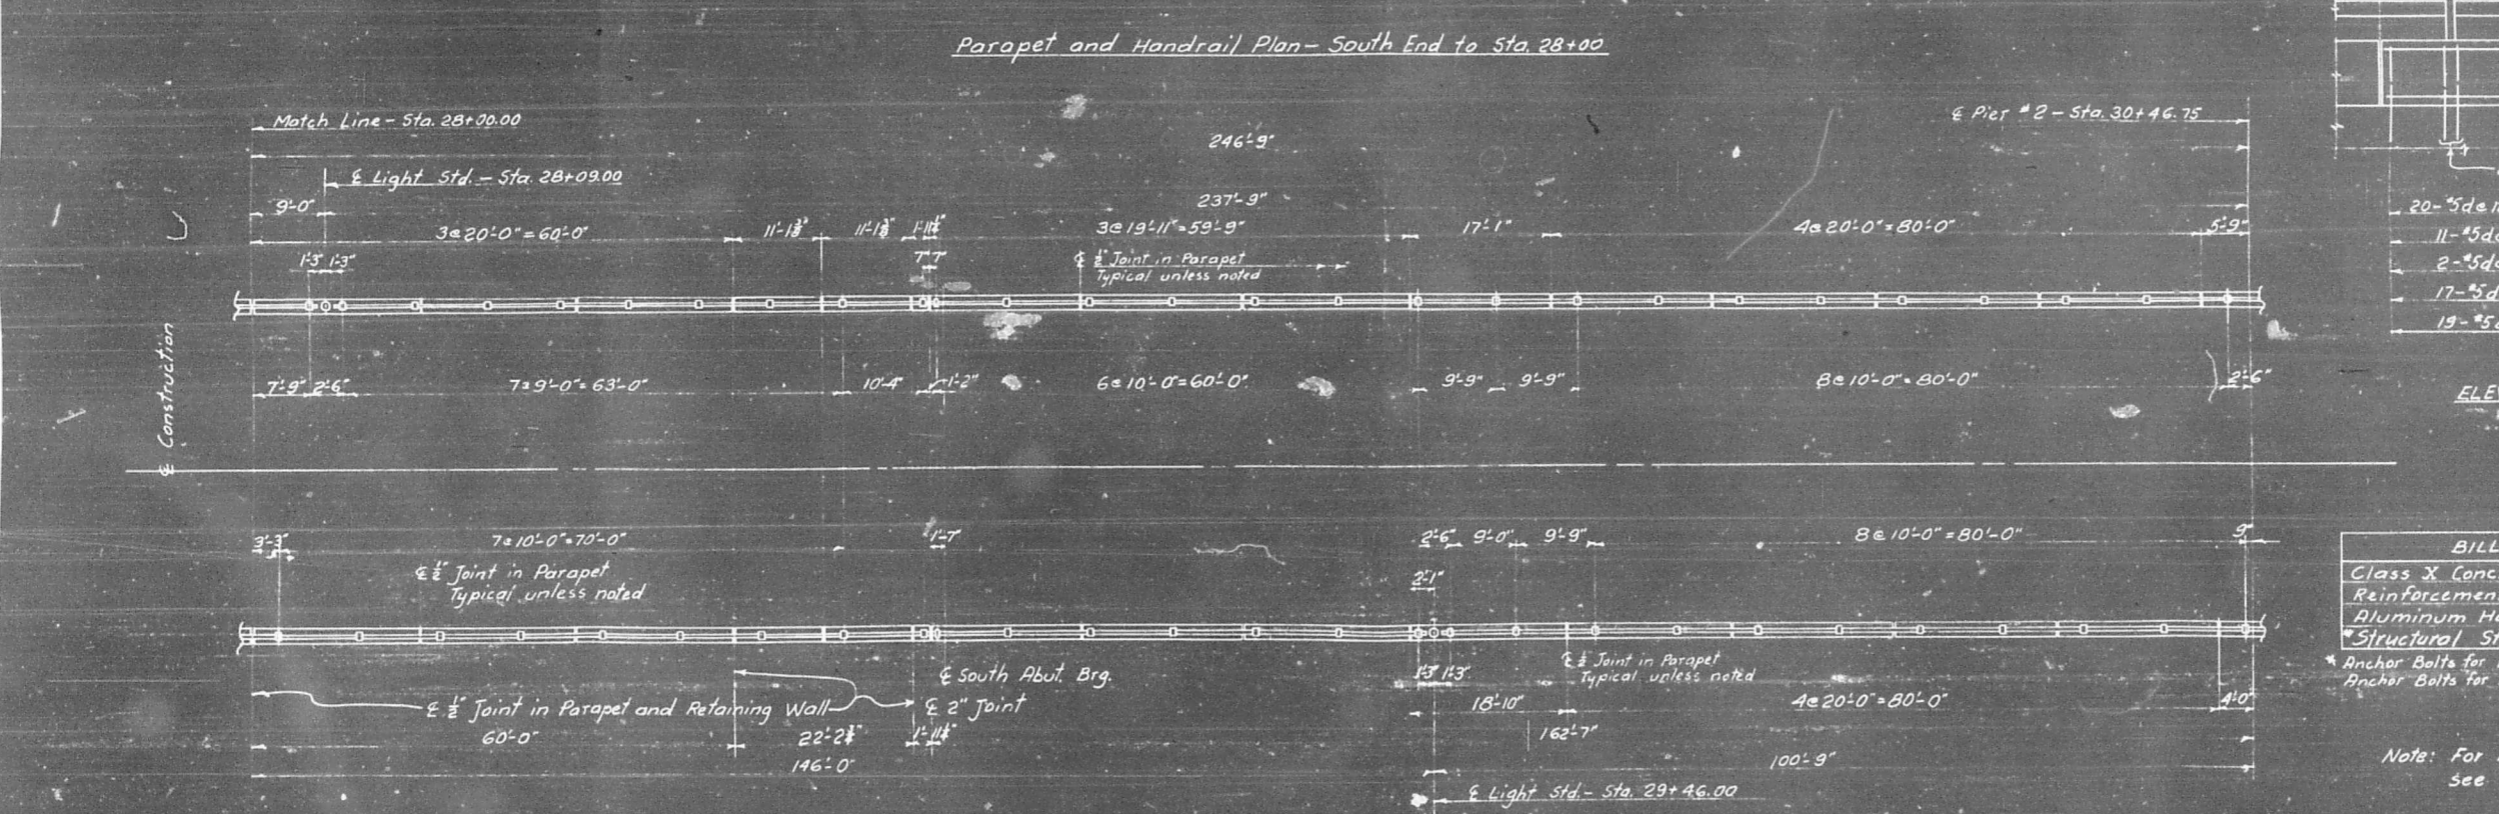 Parapet and Handrail Plan - South End to Sta. 28+00
Match Line - Sta. 28+00.00
℄ Pier #2 - Sta. 30+46.75
246'-9"
℄ Light Std. - Sta. 28+09.00
237'-9"
9'-0"
3@20'-0"=60'-0"
11'-1⅜"
11'-1⅜"
3@19'-11"=59'-9"
17'-1"
4@20'-0"=80'-0"
5'-9"
1'-3" 1'-3"
7" 7"
℄ ½" Joint in Parapet
Typical unless noted
℄ Construction
7'-9" 2'-6"
7@9'-0"=63'-0"
10'-4"
1'-2"
6@10'-0"=60'-0"
9'-9" 9'-9"
8@10'-0"=80'-0"
2'-6"
3'-3"
7@10'-0"=70'-0"
1'-7"
2'-6" 9'-0" 9'-9"
8@10'-0"=80'-0"
9"
℄ ½" Joint in Parapet
Typical unless noted
2'-1"
℄ South Abut. Brg.
1'-3" 1'-3"
℄ ½" Joint in Parapet
Typical unless noted
℄ ½" Joint in Parapet and Retaining Wall
℄ 2" Joint
18'-10"
4@20'-0"=80'-0"
4'-0"
60'-0"
22'-2¾"
1'-11¼"
162'-7"
146'-0"
100'-9"
℄ Light Std. - Sta. 29+46.00
20-#5d@1
11-#5d
2-#5d
17-#5d
19-#5
ELE
BILL
Class X Conc
Reinforcemen
Aluminum H
*Structural St
* Anchor Bolts for
Anchor Bolts for
Note: For
see